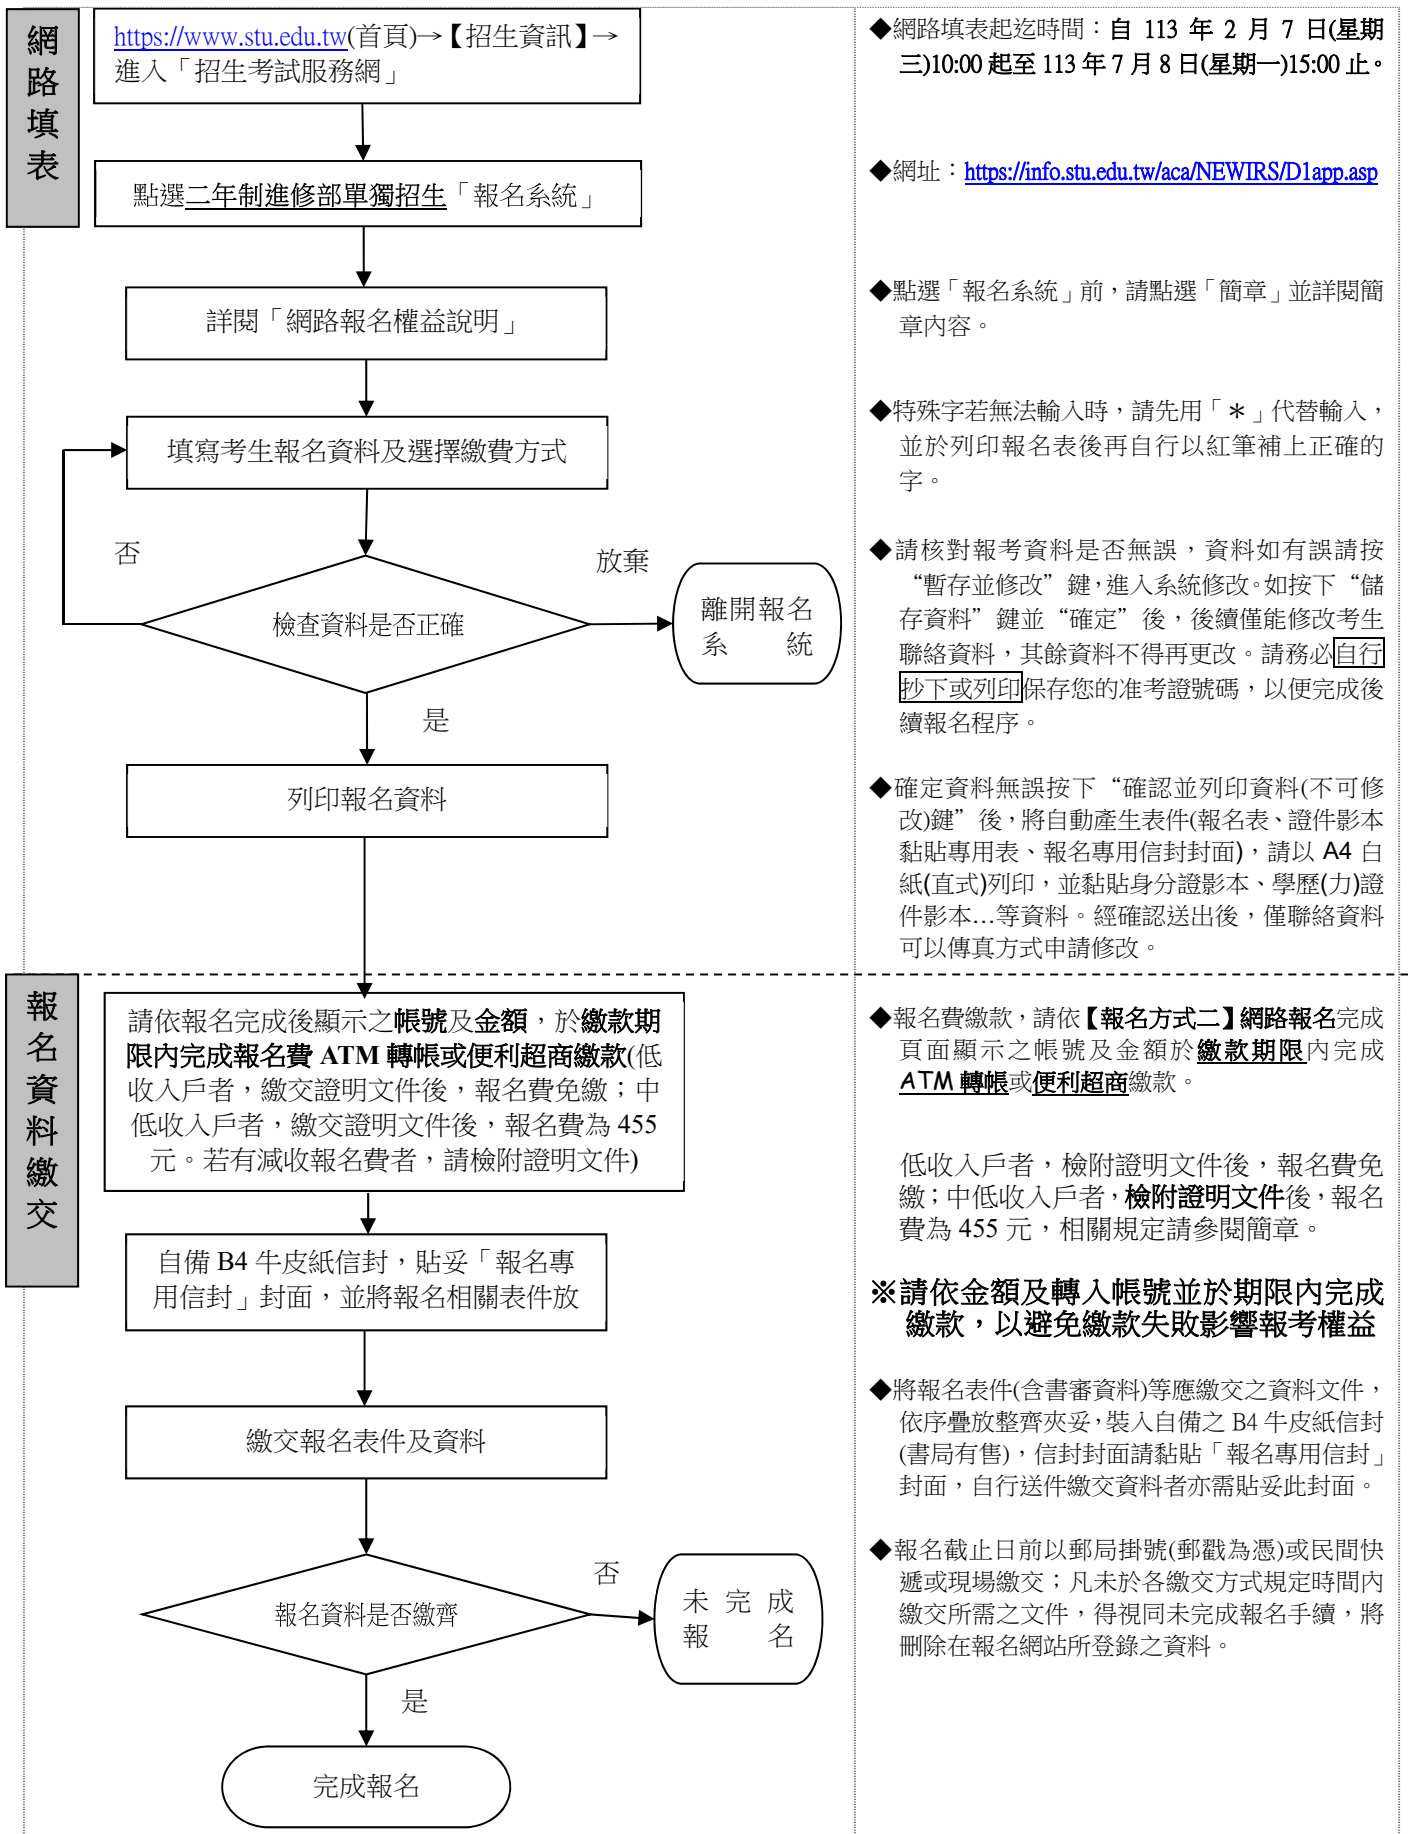 網路填表
https://www.stu.edu.tw(首頁)→【招生資訊】→
進入「招生考試服務網」
點選二年制進修部單獨招生「報名系統」
詳閱「網路報名權益說明」
填寫考生報名資料及選擇繳費方式
否
檢查資料是否正確
放棄
離開報名
系統
是
列印報名資料
◆網路填表起迄時間：自 113 年 2 月 7 日(星期
三)10:00 起至 113 年 7 月 8 日(星期一)15:00 止。
◆網址：https://info.stu.edu.tw/aca/NEWIRS/D1app.asp
◆點選「報名系統」前，請點選「簡章」並詳閱簡
章內容。
◆特殊字若無法輸入時，請先用「＊」代替輸入，
並於列印報名表後再自行以紅筆補上正確的
字。
◆請核對報考資料是否無誤，資料如有誤請按
“暫存並修改”鍵，進入系統修改。如按下“儲
存資料”鍵並“確定”後，後續僅能修改考生
聯絡資料，其餘資料不得再更改。請務必自行
抄下或列印保存您的准考證號碼，以便完成後
續報名程序。
◆確定資料無誤按下“確認並列印資料(不可修
改)鍵”後，將自動產生表件(報名表、證件影本
黏貼專用表、報名專用信封封面)，請以 A4 白
紙(直式)列印，並黏貼身分證影本、學歷(力)證
件影本…等資料。經確認送出後，僅聯絡資料
可以傳真方式申請修改。
報名資料繳交
請依報名完成後顯示之帳號及金額，於繳款期
限內完成報名費 ATM 轉帳或便利超商繳款(低
收入戶者，繳交證明文件後，報名費免繳；中
低收入戶者，繳交證明文件後，報名費為 455
元。若有減收報名費者，請檢附證明文件)
自備 B4 牛皮紙信封，貼妥「報名專
用信封」封面，並將報名相關表件放
繳交報名表件及資料
報名資料是否繳齊
否
未完成
報名
是
完成報名
◆報名費繳款，請依【報名方式二】網路報名完成
頁面顯示之帳號及金額於繳款期限內完成
ATM 轉帳或便利超商繳款。
低收入戶者，檢附證明文件後，報名費免
繳；中低收入戶者，檢附證明文件後，報名
費為 455 元，相關規定請參閱簡章。
※請依金額及轉入帳號並於期限內完成
繳款，以避免繳款失敗影響報考權益
◆將報名表件(含書審資料)等應繳交之資料文件，
依序疊放整齊夾妥，裝入自備之 B4 牛皮紙信封
(書局有售)，信封封面請黏貼「報名專用信封」
封面，自行送件繳交資料者亦需貼妥此封面。
◆報名截止日前以郵局掛號(郵戳為憑)或民間快
遞或現場繳交；凡未於各繳交方式規定時間內
繳交所需之文件，得視同未完成報名手續，將
刪除在報名網站所登錄之資料。